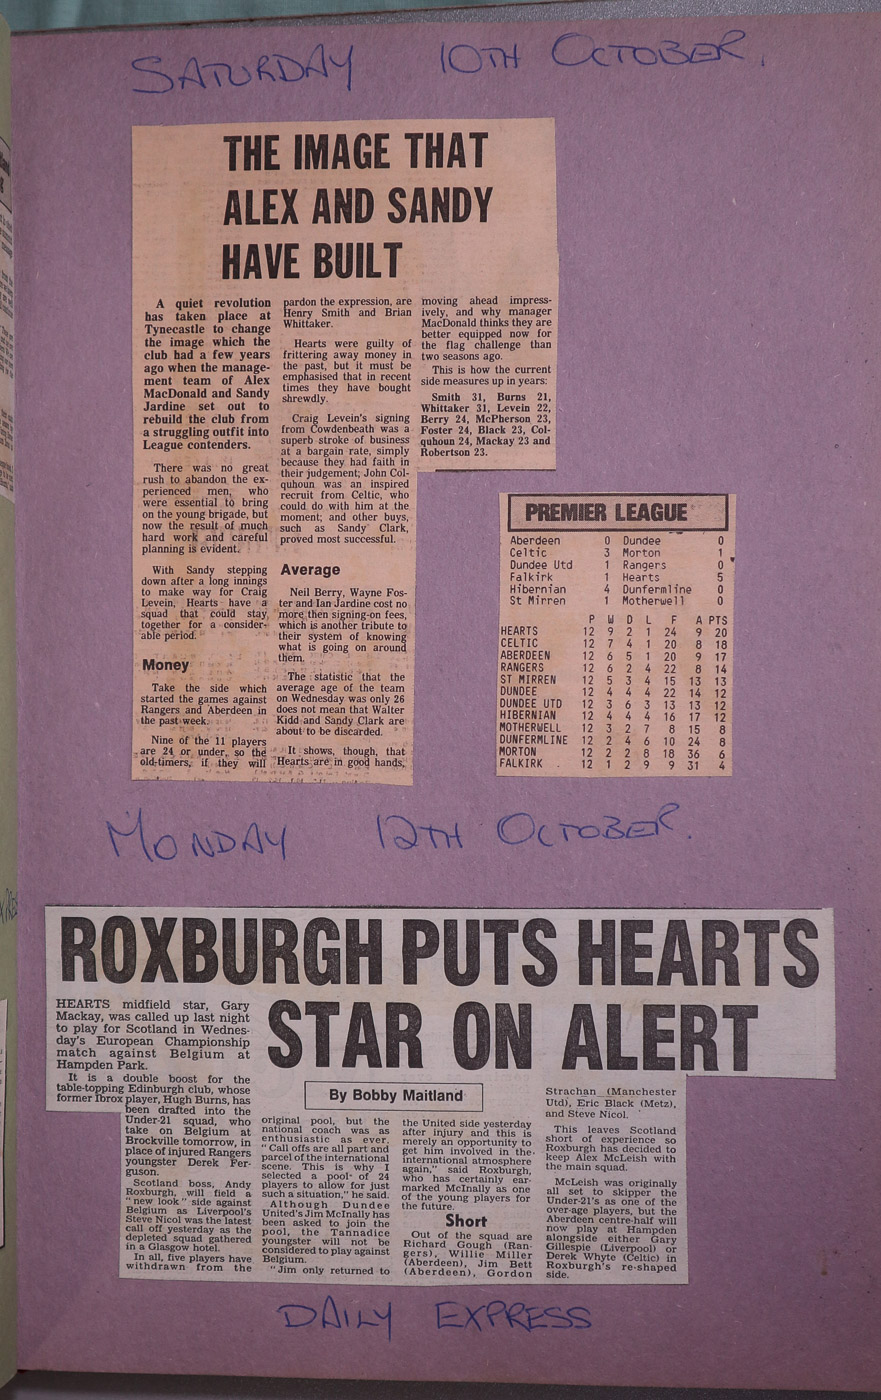 SATURDAY 10TH OCTOBER.
THE IMAGE THAT
ALEX AND SANDY
HAVE BUILT
A quiet revolution
has taken place at
Tynecastle to change
the image which the
club had a few years
ago when the manage-
ment team of Alex
MacDonald and Sandy
Jardine set out to
rebuild the club from
a struggling outfit into
League contenders.
There was no great
rush to abandon the ex-
perienced men, who
were essential to bring
on the young brigade, but
now the result of much
hard work and careful
planning is evident.
With Sandy stepping
down after a long innings
to make way for Craig
Levein, Hearts have a
squad that could stay
together for a consider-
able period.
Money
Take the side which
started the games against
Rangers and Aberdeen in
the past week.
Nine of the 11 players
are 24 or under, so the
old-timers, if they will
pardon the expression, are
Henry Smith and Brian
Whittaker.
Hearts were guilty of
frittering away money in
the past, but it must be
emphasised that in recent
times they have bought
shrewdly.
Craig Levein's signing
from Cowdenbeath was a
superb stroke of business
at a bargain rate, simply
because they had faith in
their judgement; John Col-
quhoun was an inspired
recruit from Celtic, who
could do with him at the
moment; and other buys,
such as Sandy Clark,
proved most successful.
Average
Neil Berry, Wayne Fos-
ter and Ian Jardine cost no
more then signing-on fees,
which is another tribute to
their system of knowing
what is going on around
them.
The statistic that the
average age of the team
on Wednesday was only 26
does not mean that Walter
Kidd and Sandy Clark are
about to be discarded.
It shows, though, that
Hearts are in good hands,
moving ahead impress-
ively, and why manager
MacDonald thinks they are
better equipped now for
the flag challenge than
two seasons ago.
This is how the current
side measures up in years:
Smith 31, Burns 21,
Whittaker 31, Levein 22,
Berry 24, McPherson 23,
Foster 24, Black 23, Col-
quhoun 24, Mackay 23 and
Robertson 23.
PREMIER LEAGUE
Aberdeen 0 Dundee 0
Celtic 3 Morton 1
Dundee Utd 1 Rangers 0
Falkirk 1 Hearts 5
Hibernian 4 Dunfermline 0
St Mirren 1 Motherwell 0
P W D L F A PTS
HEARTS 12 9 2 1 24 9 20
CELTIC 12 7 4 1 20 8 18
ABERDEEN 12 6 5 1 20 9 17
RANGERS 12 6 2 4 22 8 14
ST MIRREN 12 5 3 4 15 13 13
DUNDEE 12 4 4 4 22 14 12
DUNDEE UTD 12 3 6 3 13 13 12
HIBERNIAN 12 4 4 4 16 17 12
MOTHERWELL 12 3 2 7 8 15 8
DUNFERMLINE 12 2 4 6 10 24 8
MORTON 12 2 2 8 18 36 6
FALKIRK 12 1 2 9 9 31 4
MONDAY 12TH OCTOBER.
ROXBURGH PUTS HEARTS
STAR ON ALERT
By Bobby Maitland
HEARTS midfield star, Gary
Mackay, was called up last night
to play for Scotland in Wednes-
day's European Championship
match against Belgium at
Hampden Park.
It is a double boost for the
table-topping Edinburgh club, whose
former Ibrox player, Hugh Burns, has
been drafted into the
Under-21 squad, who
take on Belgium at
Brockville tomorrow, in
place of injured Rangers
youngster Derek Fer-
guson.
Scotland boss, Andy
Roxburgh, will field a
"new look" side against
Belgium as Liverpool's
Steve Nicol was the latest
call off yesterday as the
depleted squad gathered
in a Glasgow hotel.
In all, five players have
withdrawn from the
original pool, but the
national coach was as
enthusiastic as ever.
"Call offs are all part and
parcel of the international
scene. This is why I
selected a pool of 24
players to allow for just
such a situation," he said.
Although Dundee
United's Jim McInally has
been asked to join the
pool, the Tannadice
youngster will not be
considered to play against
Belgium.
"Jim only returned to
the United side yesterday
after injury and this is
merely an opportunity to
get him involved in the
international atmosphere
again," said Roxburgh,
who has certainly ear-
marked McInally as one
of the young players for
the future.
Short
Out of the squad are
Richard Gough (Ran-
gers), Willie Miller
(Aberdeen), Jim Bett
(Aberdeen), Gordon
Strachan (Manchester
Utd), Eric Black (Metz),
and Steve Nicol.
This leaves Scotland
short of experience so
Roxburgh has decided to
keep Alex McLeish with
the main squad.
McLeish was originally
all set to skipper the
Under-21's as one of the
over-age players, but the
Aberdeen centre-half will
now play at Hampden
alongside either Gary
Gillespie (Liverpool) or
Derek Whyte (Celtic) in
Roxburgh's re-shaped
side.
DAILY EXPRESS